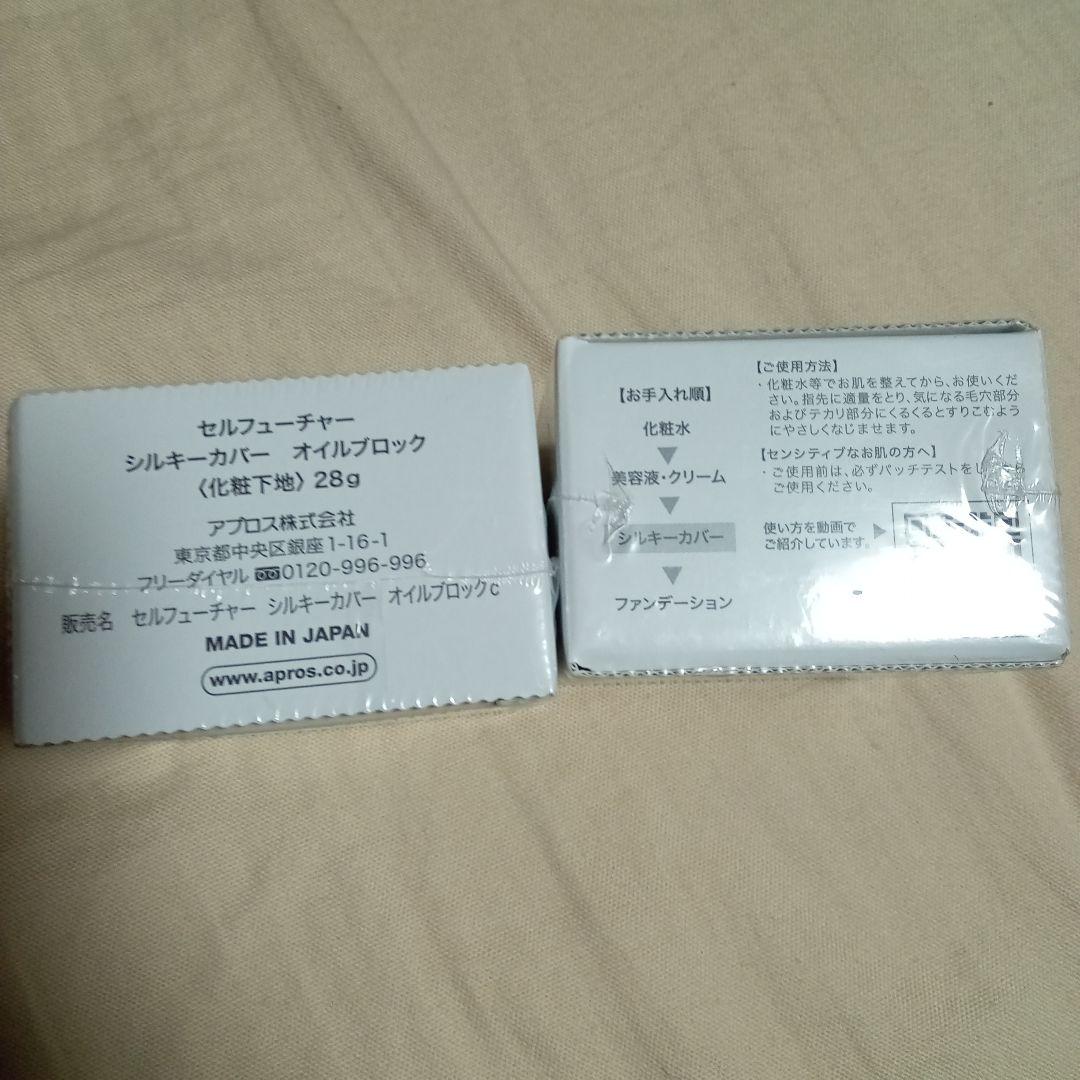 セルフューチャー
シルキーカバー オイルブロック
〈化粧下地〉28g
アプロス株式会社
東京都中央区銀座1-16-1
フリーダイヤル 0120-996-996
販売名 セルフューチャー シルキーカバー オイルブロックc
MADE IN JAPAN
www.apros.co.jp
【お手入れ順】
化粧水
▼
美容液・クリーム
▼
シルキーカバー
▼
ファンデーション
【ご使用方法】
・化粧水等でお肌を整えてから、お使いくだ
さい。指先に適量をとり、気になる毛穴部分
およびテカリ部分にくるくるとすりこむよう
にやさしくなじませます。
【センシティブなお肌の方へ】
・ご使用前は、必ずパッチテストを
ご使用ください。
使い方を動画で
ご紹介しています。▶